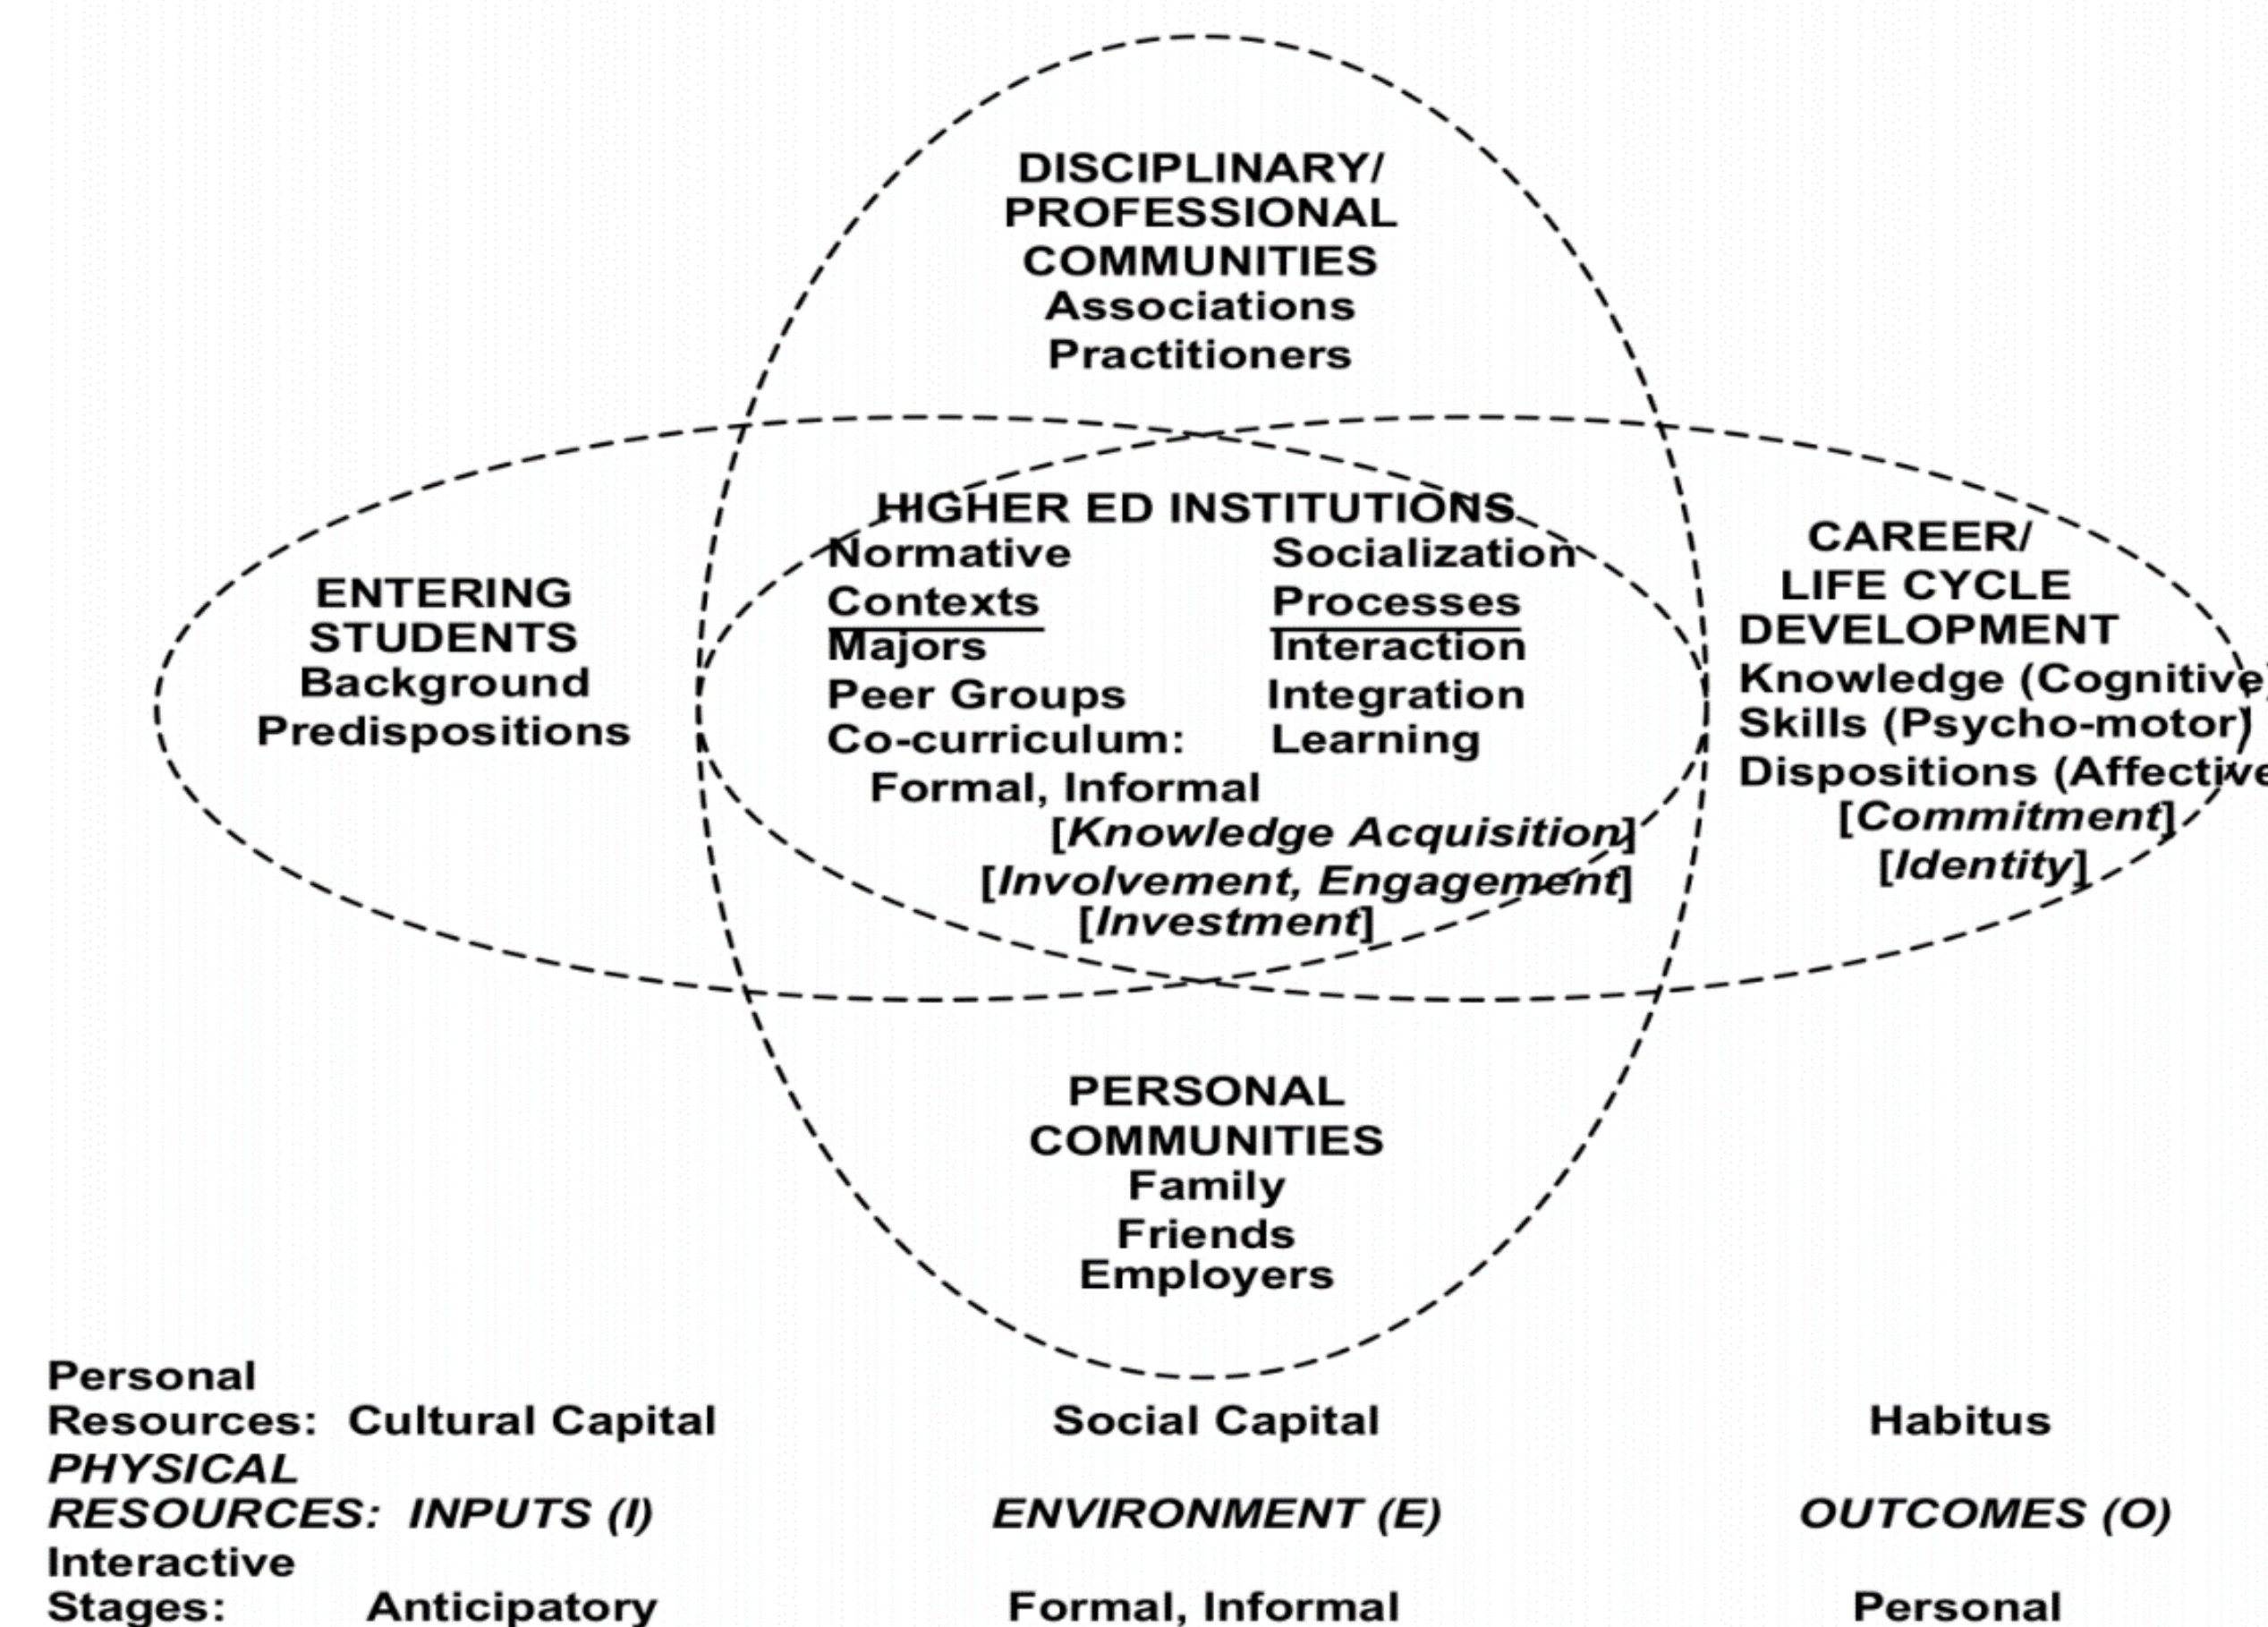 DISCIPLINARY/
PROFESSIONAL
COMMUNITIES
Associations
Practitioners
ENTERING
STUDENTS
Background
Predispositions
HIGHER ED INSTITUTIONS
Normative Socialization
Contexts Processes
Majors Interaction
Peer Groups Integration
Co-curriculum: Learning
Formal, Informal
[Knowledge Acquisition]
[Involvement, Engagement]
[Investment]
CAREER/
LIFE CYCLE
DEVELOPMENT
Knowledge (Cognitive)
Skills (Psycho-motor)
Dispositions (Affective
[Commitment]
[Identity]
PERSONAL
COMMUNITIES
Family
Friends
Employers
Personal
Resources: Cultural Capital Social Capital Habitus
PHYSICAL
RESOURCES: INPUTS (I) ENVIRONMENT (E) OUTCOMES (O)
Interactive
Stages: Anticipatory Formal, Informal Personal